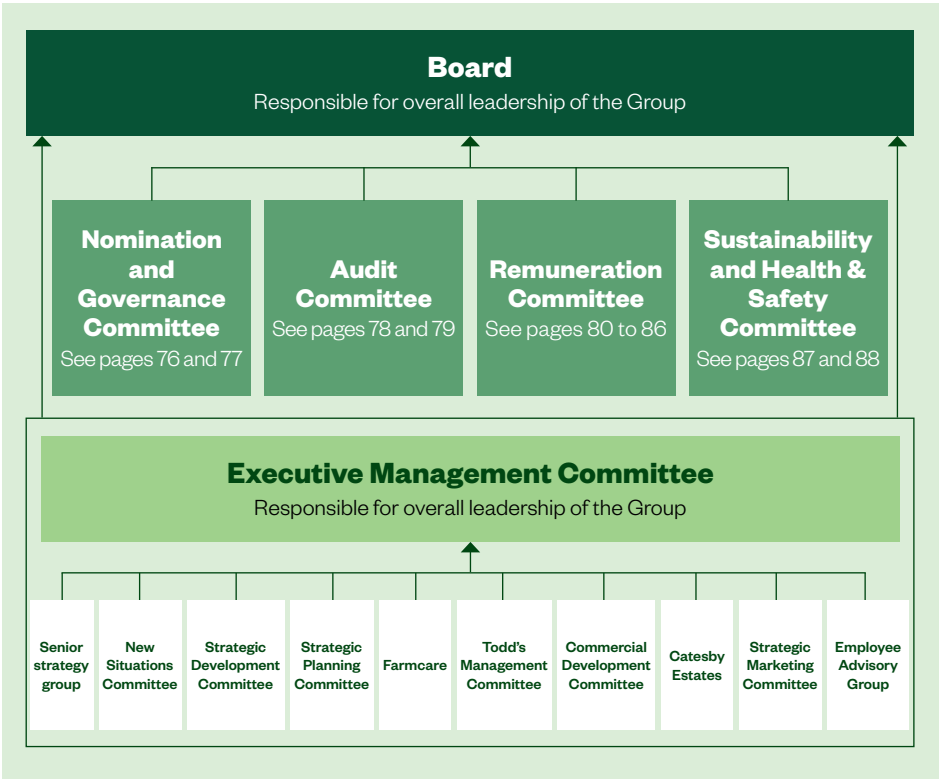 Board
Responsible for overall leadership of the Group
Nomination
and
Governance
Committee
See pages 76 and 77
Audit
Committee
See pages 78 and 79
Remuneration
Committee
See pages 80 to 86
Sustainability
and Health &
Safety
Committee
See pages 87 and 88
Executive Management Committee
Responsible for overall leadership of the Group
Senior
strategy
group
New
Situations
Committee
Strategic
Development
Committee
Strategic
Planning
Committee
Farmcare
Todd's
Management
Committee
Commercial
Development
Committee
Catesby
Estates
Strategic
Marketing
Committee
Employee
Advisory
Group